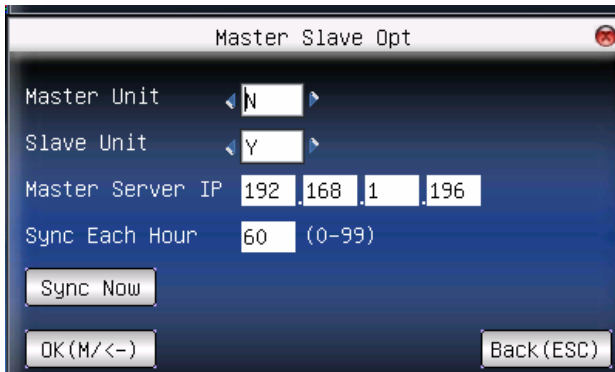 Master Slave Opt
Master Unit N
Slave Unit Y
Master Server IP 192.168.1.196
Sync Each Hour 60 (0-99)
Sync Now
OK(M/<-) Back(ESC)